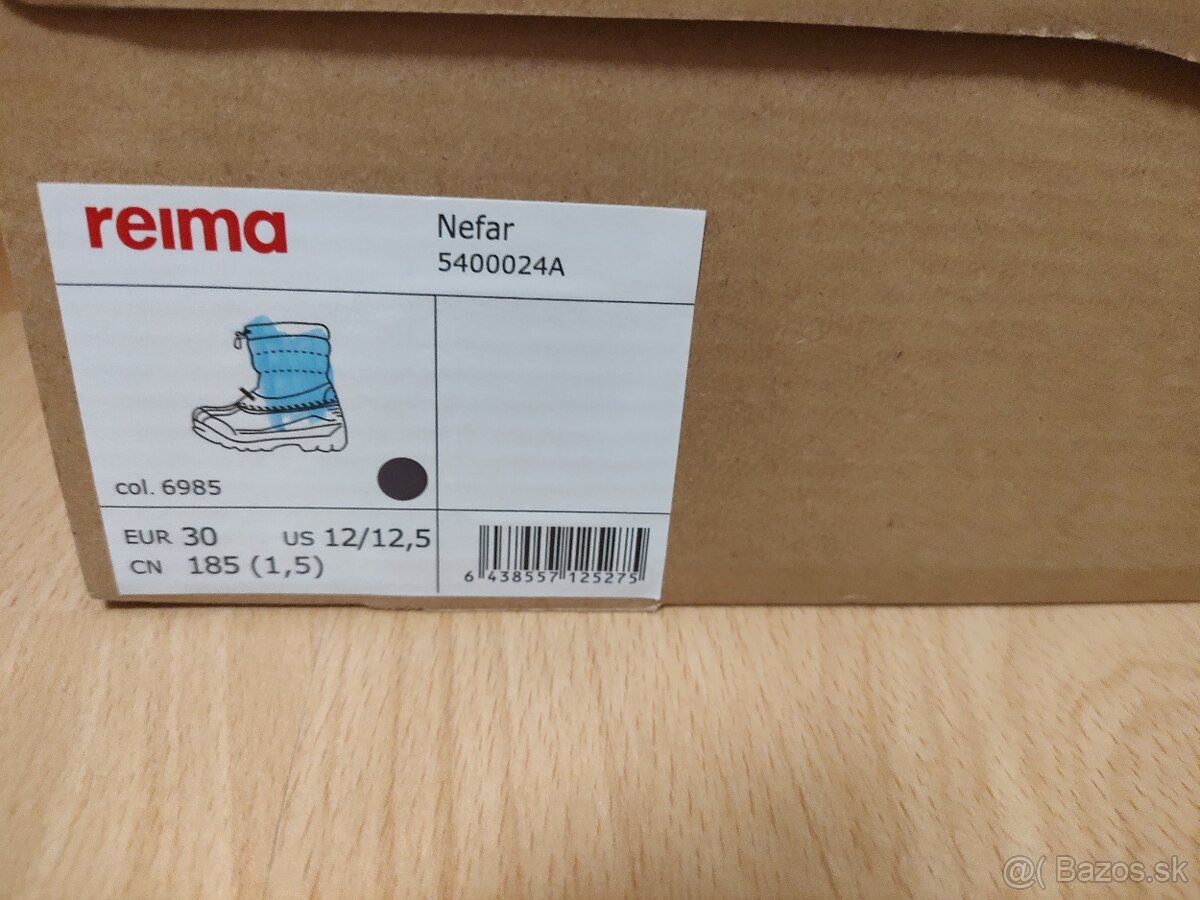 reima
Nefar
5400024A
col. 6985
EUR 30 US 12/12,5
CN 185 (1,5)
6 438557 125275
@( Bazos.sk